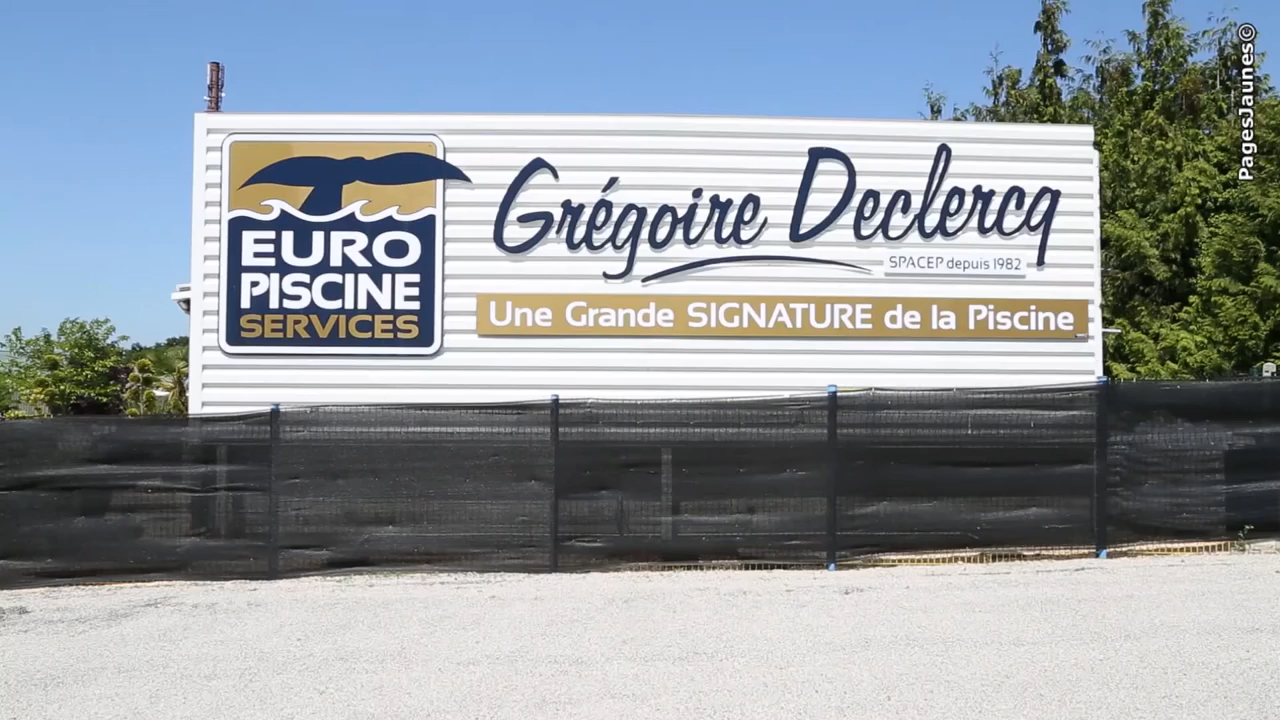 EURO
PISCINE
SERVICES
Grégoire Declercq
SPACEP depuis 1982
Une Grande SIGNATURE de la Piscine
PagesJaunes©